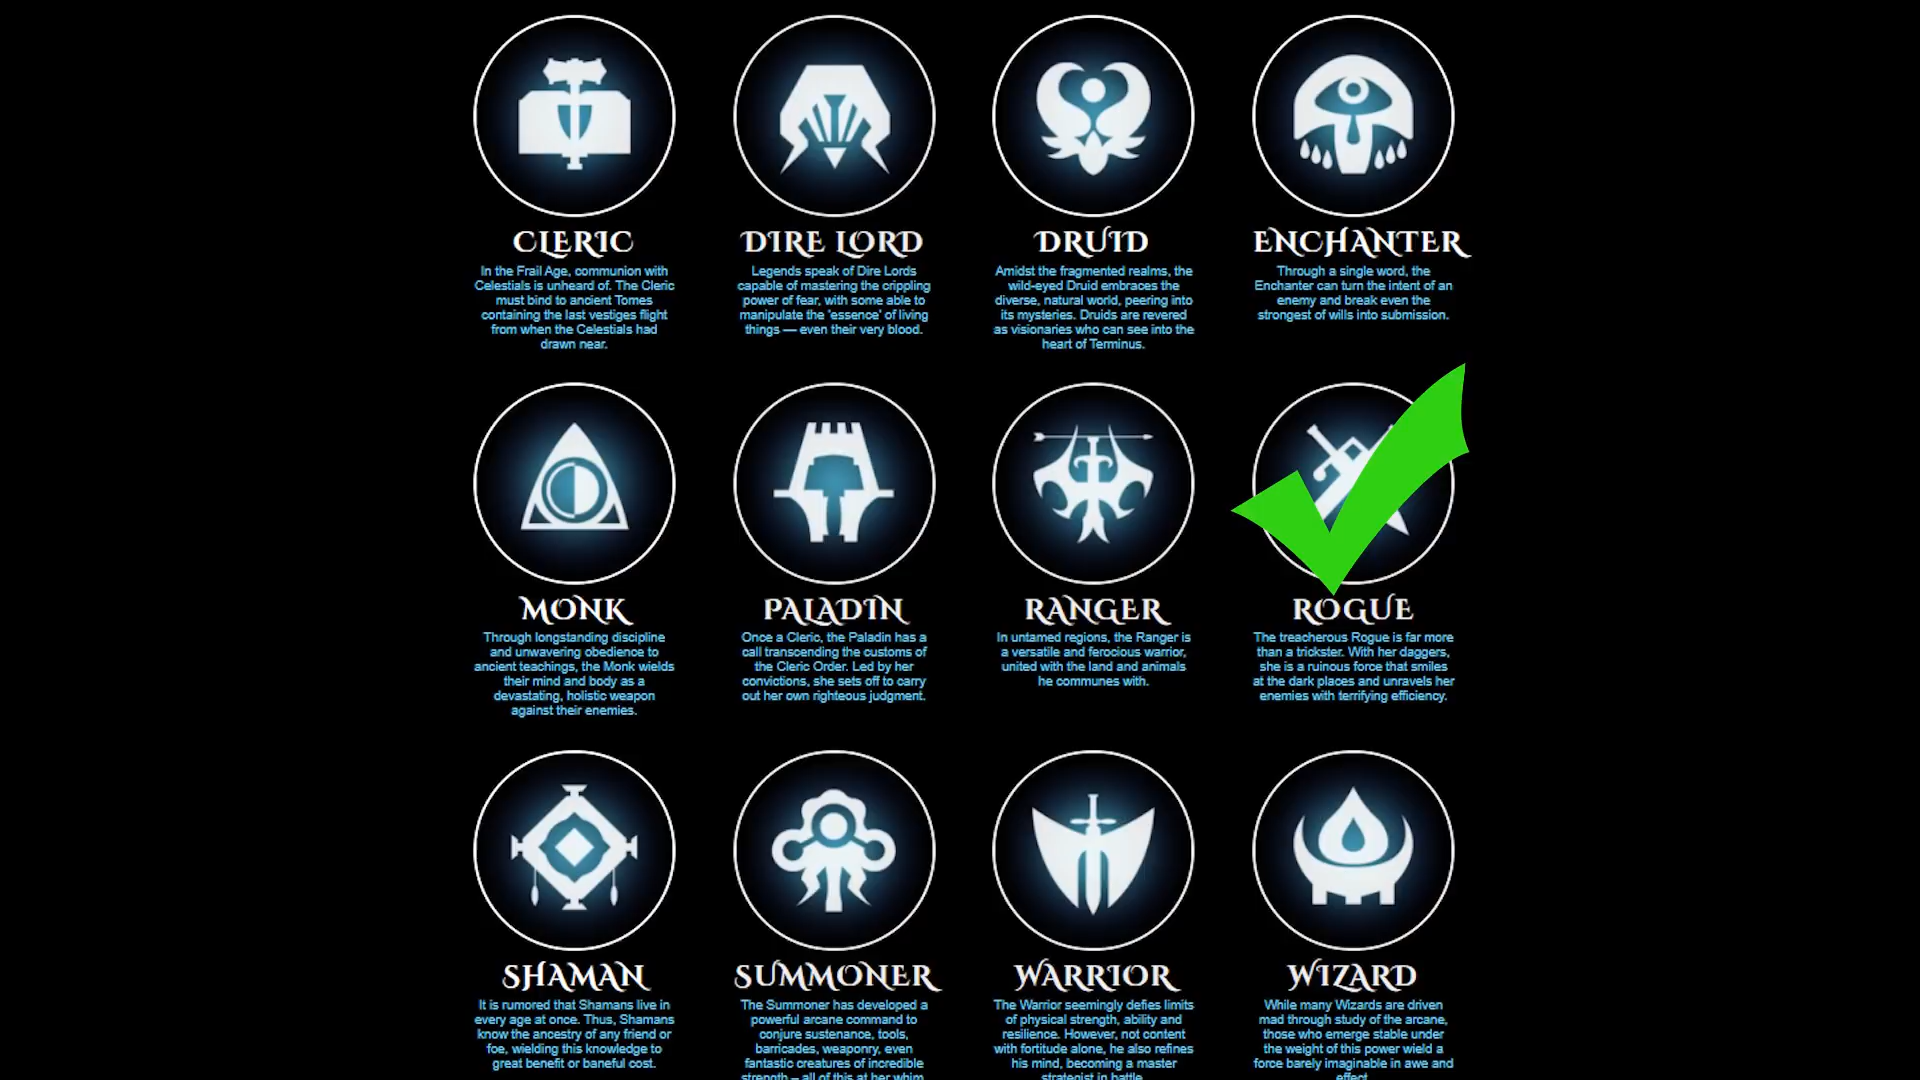 CLERIC
In the Frail Age, communion with
Celestials is unheard of. The Cleric
must bind to ancient Tomes
containing the last vestiges flight
from when the Celestials had
drawn near.
DIRE LORD
Legends speak of Dire Lords
capable of mastering the crippling
power of fear, with some able to
manipulate the 'essence' of living
things — even their very blood.
DRUID
Amidst the fragmented realms, the
wild-eyed Druid embraces the
diverse, natural world, peering into
its mysteries. Druids are revered
as visionaries who can see into the
heart of Terminus.
ENCHANTER
Through a single word, the
Enchanter can turn the intent of an
enemy and break even the
strongest of wills into submission.
MONK
Through longstanding discipline
and unwavering obedience to
ancient teachings, the Monk wields
their mind and body as a
devastating, holistic weapon
against their enemies.
PALADIN
Once a Cleric, the Paladin has a
call transcending the customs of
the Cleric Order. Led by her
convictions, she sets off to carry
out her own righteous judgment.
RANGER
In untamed regions, the Ranger is
a versatile and ferocious warrior,
united with the land and animals
he communes with.
ROGUE
The treacherous Rogue is far more
than a trickster. With her daggers,
she is a ruinous force that smiles
at the dark places and unravels her
enemies with terrifying efficiency.
SHAMAN
It is rumored that Shamans live in
every age at once. Thus, Shamans
know the ancestry of any friend or
foe, wielding this knowledge to
great benefit or baneful cost.
SUMMONER
The Summoner has developed a
powerful arcane command to
conjure sustenance, tools,
barricades, weaponry, even
fantastic creatures of incredible
strength – all of this at her whim
WARRIOR
The Warrior seemingly defies limits
of physical strength, ability and
resilience. However, not content
with fortitude alone, he also refines
his mind, becoming a master
strategist in battle.
WIZARD
While many Wizards are driven
mad through study of the arcane,
those who emerge stable under
the weight of this power wield a
force barely imaginable in awe and
effect.